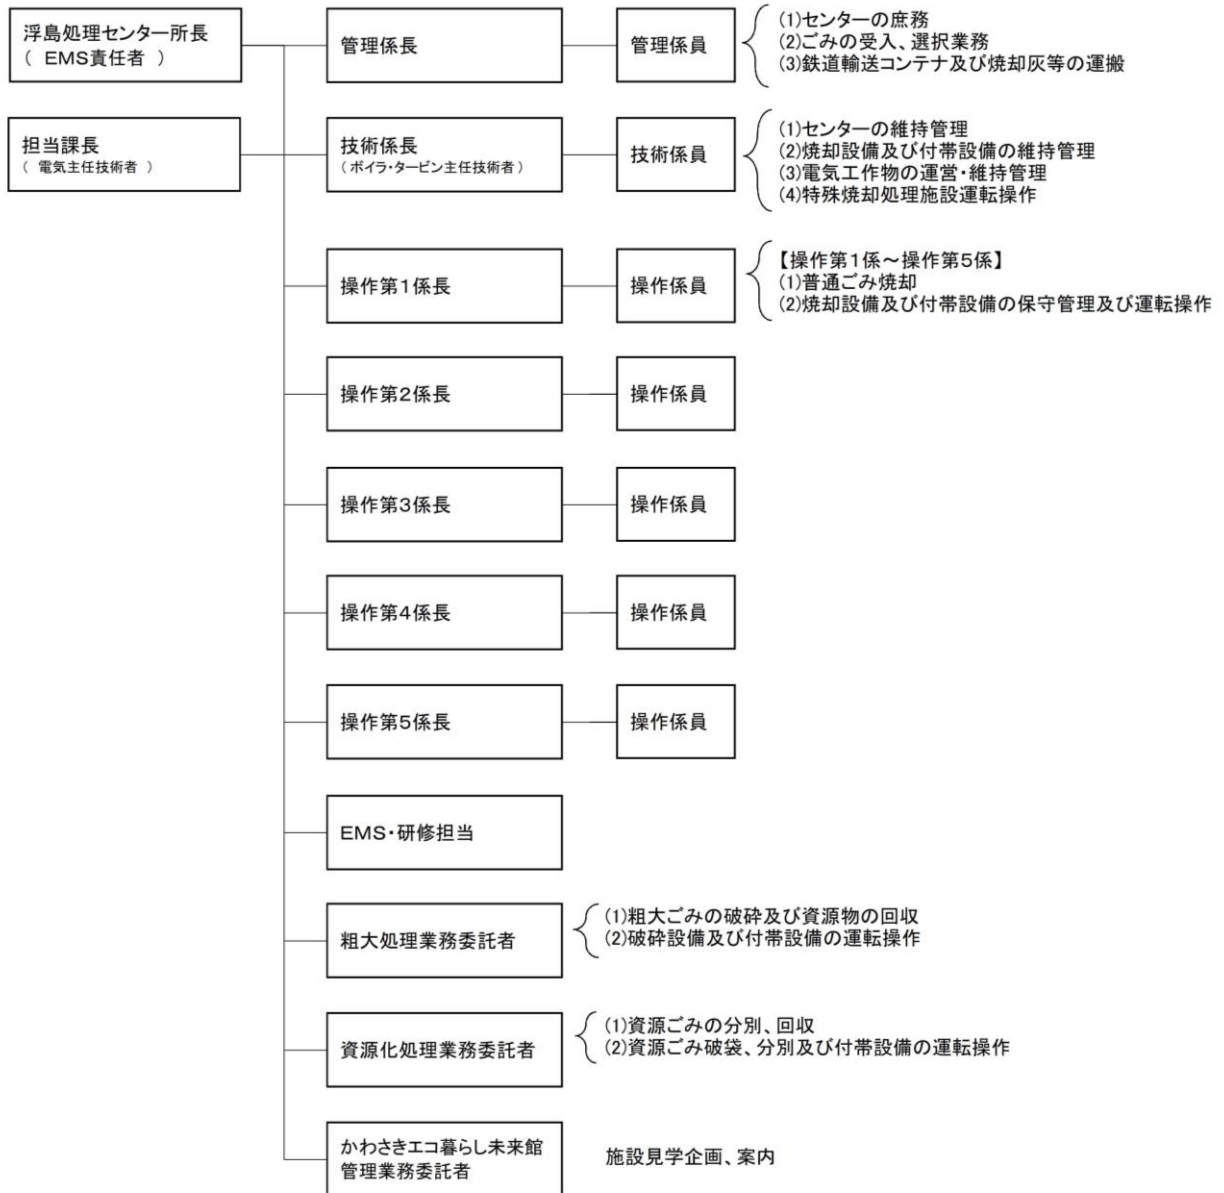 浮島処理センター所長
（ EMS責任者 ）
管理係長
管理係員
(1)センターの庶務
(2)ごみの受入、選択業務
(3)鉄道輸送コンテナ及び焼却灰等の運搬
担当課長
（ 電気主任技術者 ）
技術係長
（ボイラ・タービン主任技術者）
技術係員
(1)センターの維持管理
(2)焼却設備及び付帯設備の維持管理
(3)電気工作物の運営・維持管理
(4)特殊焼却処理施設運転操作
操作第1係長
操作係員
【操作第1係～操作第5係】
(1)普通ごみ焼却
(2)焼却設備及び付帯設備の保守管理及び運転操作
操作第2係長
操作係員
操作第3係長
操作係員
操作第4係長
操作係員
操作第5係長
操作係員
EMS・研修担当
粗大処理業務委託者
(1)粗大ごみの破砕及び資源物の回収
(2)破砕設備及び付帯設備の運転操作
資源化処理業務委託者
(1)資源ごみの分別、回収
(2)資源ごみ破袋、分別及び付帯設備の運転操作
かわさきエコ暮らし未来館
管理業務委託者
施設見学企画、案内